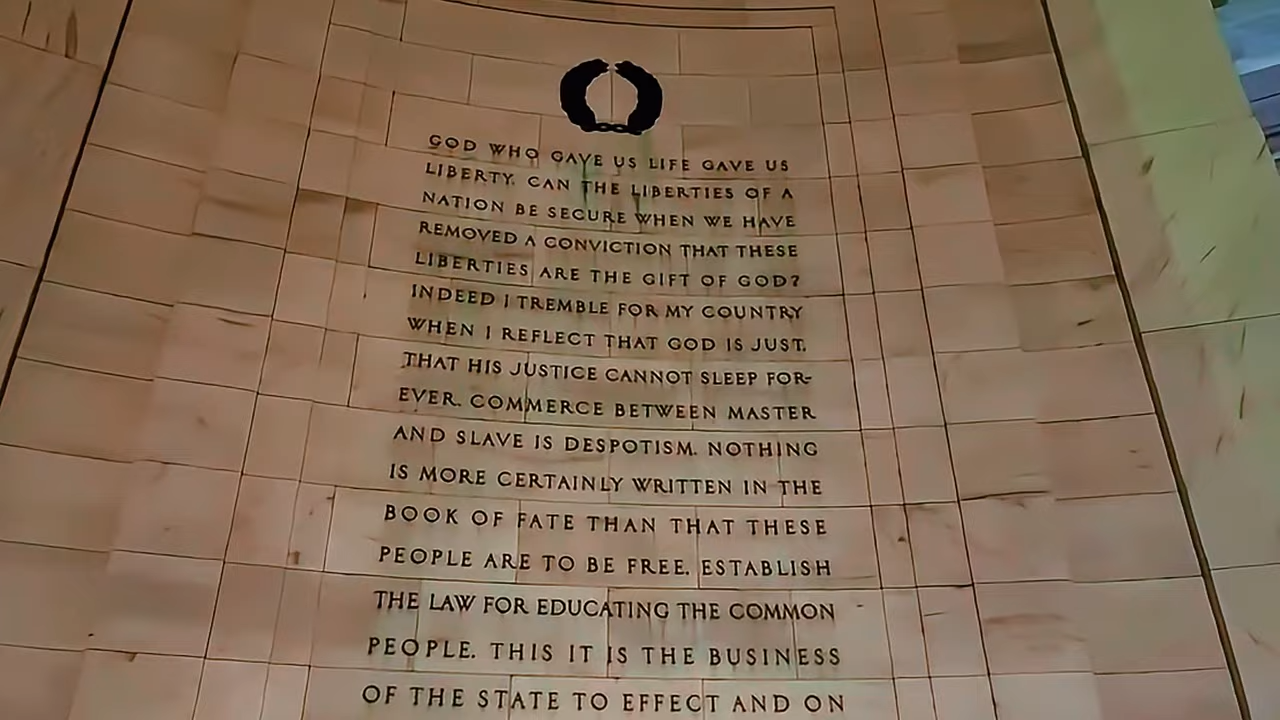 GOD WHO GAVE US LIFE GAVE US
LIBERTY. CAN THE LIBERTIES OF A
NATION BE SECURE WHEN WE HAVE
REMOVED A CONVICTION THAT THESE
LIBERTIES ARE THE GIFT OF GOD?
INDEED I TREMBLE FOR MY COUNTRY
WHEN I REFLECT THAT GOD IS JUST,
THAT HIS JUSTICE CANNOT SLEEP FOR-
EVER. COMMERCE BETWEEN MASTER
AND SLAVE IS DESPOTISM. NOTHING
IS MORE CERTAINLY WRITTEN IN THE
BOOK OF FATE THAN THAT THESE
PEOPLE ARE TO BE FREE. ESTABLISH
THE LAW FOR EDUCATING THE COMMON
PEOPLE. THIS IT IS THE BUSINESS
OF THE STATE TO EFFECT AND ON